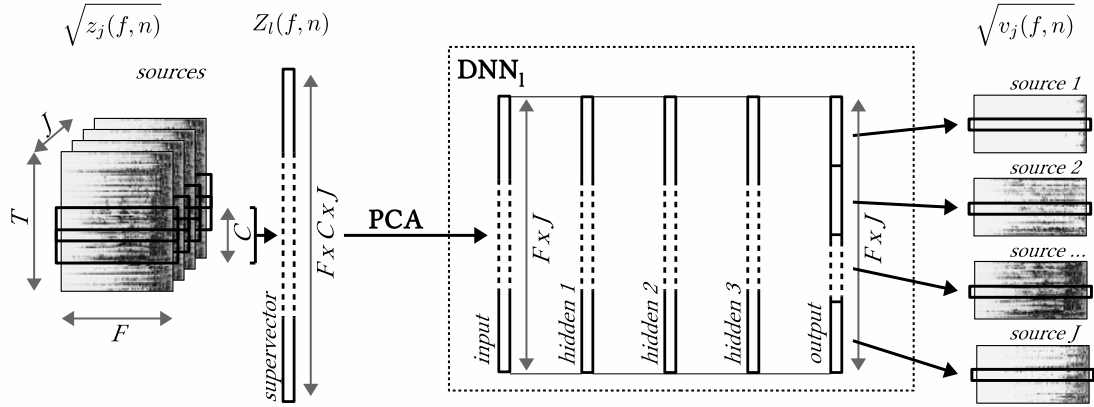 √z_j(f,n)
Z_l(f,n)
√v_j(f,n)
sources
J
T
F
C
supervector
F x C x J
PCA
DNN_l
input
F x J
hidden 1
hidden 2
hidden 3
output
F x J
source 1
source 2
source ...
source J